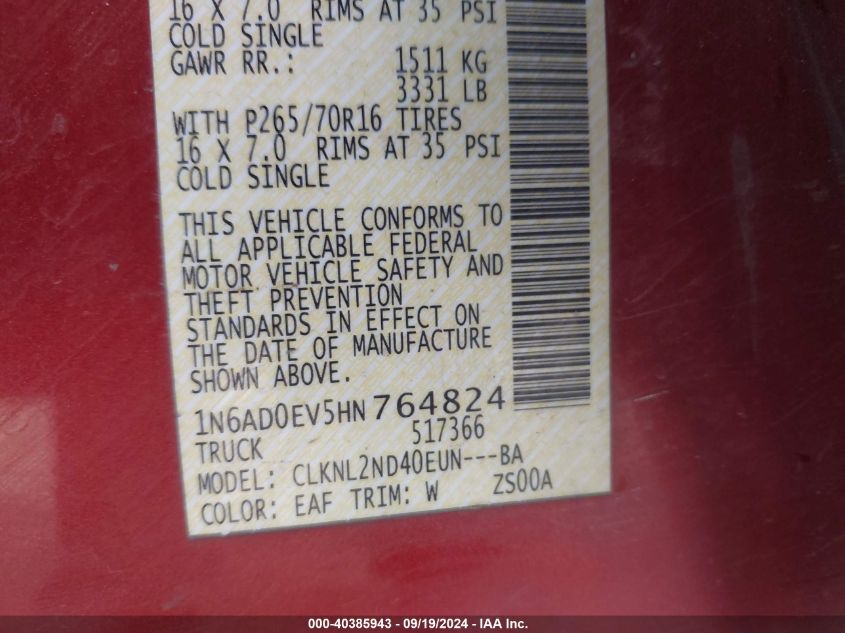 16 X 7.0 RIMS AT 35 PSI
COLD SINGLE
GAWR RR.: 1511 KG
3331 LB
WITH P265/70R16 TIRES
16 X 7.0 RIMS AT 35 PSI
COLD SINGLE
THIS VEHICLE CONFORMS TO
ALL APPLICABLE FEDERAL
MOTOR VEHICLE SAFETY AND
THEFT PREVENTION
STANDARDS IN EFFECT ON
THE DATE OF MANUFACTURE
SHOWN ABOVE.
1N6AD0EV5HN764824
517366
TRUCK
MODEL: CLKNL2ND40EUN---BA
COLOR: EAF TRIM: W ZS00A
000-40385943 - 09/19/2024 - IAA Inc.